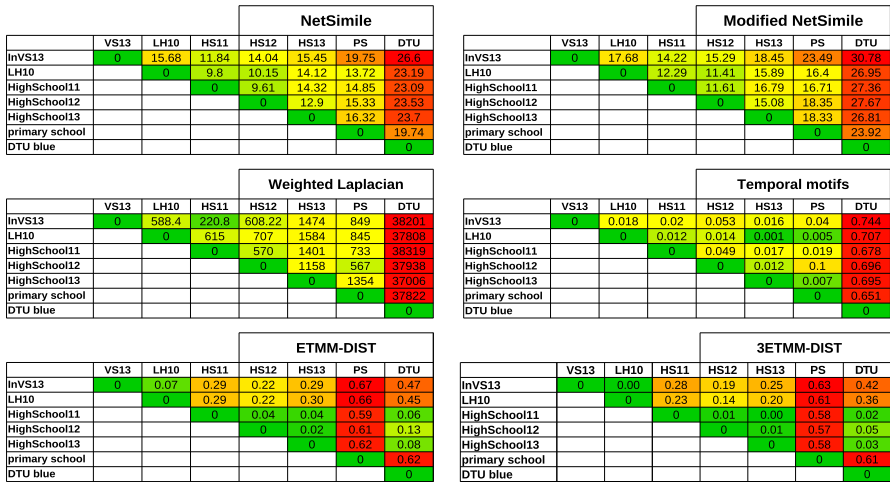 NetSimile
VS13 LH10 HS11 HS12 HS13 PS DTU
InVS13 0 15.68 11.84 14.04 15.45 19.75 26.6
LH10 0 9.8 10.15 14.12 13.72 23.19
HighSchool11 0 9.61 14.32 14.85 23.09
HighSchool12 0 12.9 15.33 23.53
HighSchool13 0 16.32 23.7
primary school 0 19.74
DTU blue 0
Modified NetSimile
VS13 LH10 HS11 HS12 HS13 PS DTU
InVS13 0 17.68 14.22 15.29 18.45 23.49 30.78
LH10 0 12.29 11.41 15.89 16.4 26.95
HighSchool11 0 11.61 16.79 16.71 27.36
HighSchool12 0 15.08 18.35 27.67
HighSchool13 0 18.33 26.81
primary school 0 23.92
DTU blue 0
Weighted Laplacian
VS13 LH10 HS11 HS12 HS13 PS DTU
InVS13 0 588.4 220.8 608.22 1474 849 38201
LH10 0 615 707 1584 845 37808
HighSchool11 0 570 1401 733 38319
HighSchool12 0 1158 567 37938
HighSchool13 0 1354 37006
primary school 0 37822
DTU blue 0
Temporal motifs
VS13 LH10 HS11 HS12 HS13 PS DTU
InVS13 0 0.018 0.02 0.053 0.016 0.04 0.744
LH10 0 0.012 0.014 0.001 0.005 0.707
HighSchool11 0 0.049 0.017 0.019 0.678
HighSchool12 0 0.012 0.1 0.696
HighSchool13 0 0.007 0.695
primary school 0 0.651
DTU blue 0
ETMM-DIST
VS13 LH10 HS11 HS12 HS13 PS DTU
InVS13 0 0.07 0.29 0.22 0.29 0.67 0.47
LH10 0 0.29 0.22 0.30 0.66 0.45
HighSchool11 0 0.04 0.04 0.59 0.06
HighSchool12 0 0.02 0.61 0.13
HighSchool13 0 0.62 0.08
primary school 0 0.62
DTU blue 0
3ETMM-DIST
VS13 LH10 HS11 HS12 HS13 PS DTU
InVS13 0 0.00 0.28 0.19 0.25 0.63 0.42
LH10 0 0.23 0.14 0.20 0.61 0.36
HighSchool11 0 0.01 0.00 0.58 0.02
HighSchool12 0 0.01 0.57 0.05
HighSchool13 0 0.58 0.03
primary school 0 0.61
DTU blue 0